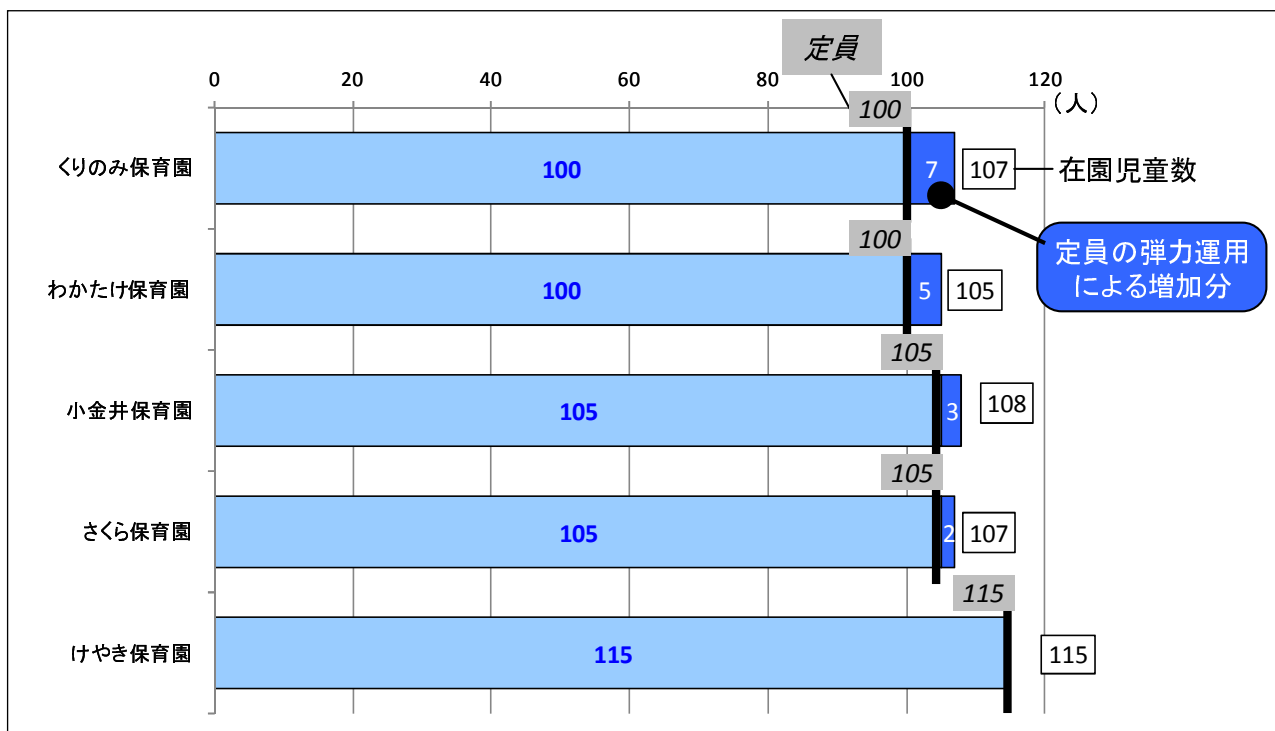 定員
0 20 40 60 80 100 120
(人)
100
くりのみ保育園 100 7 107 在園児童数
定員の弾力運用
による増加分
100
わかたけ保育園 100 5 105
105
小金井保育園 105 3 108
105
さくら保育園 105 2 107
115
けやき保育園 115 115